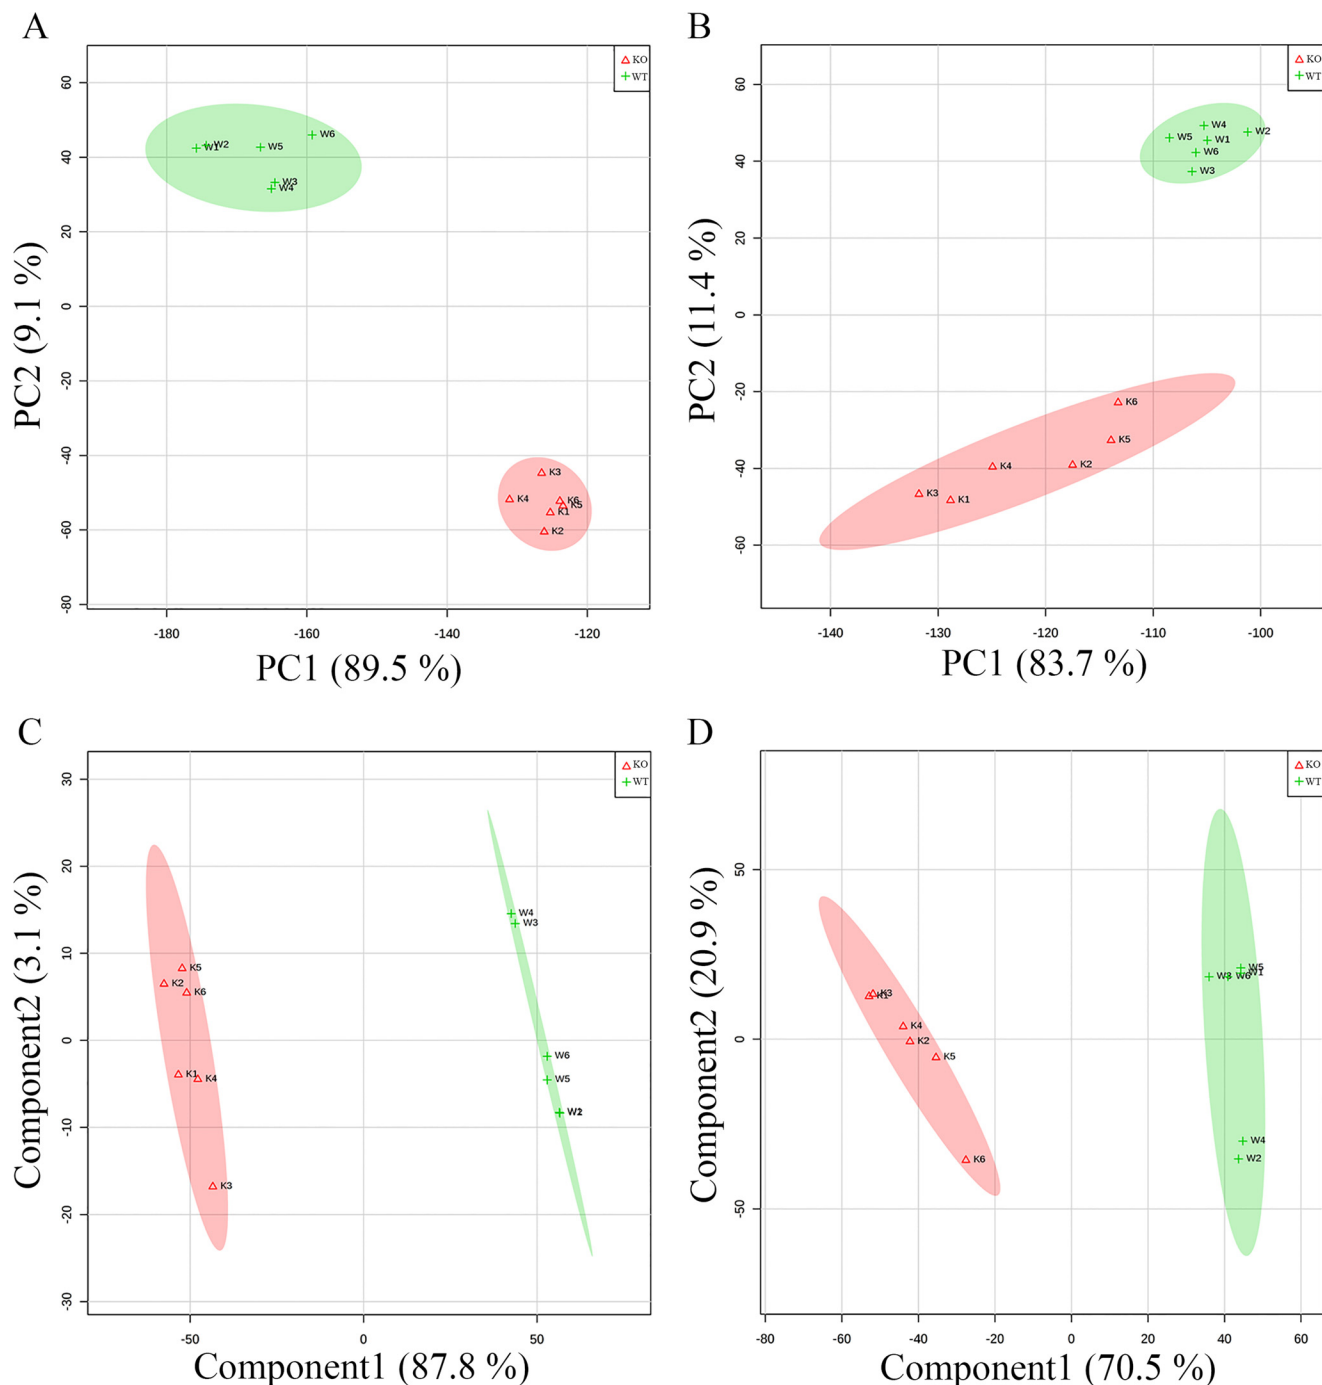 A
KO
WT
60
40
20
0
-20
-40
-60
-80
W1
W2
W5
W6
W3
W4
K3
K4
K6
K5
K1
K2
-180
-160
-140
-120
PC2 (9.1 %)
PC1 (89.5 %)
B
KO
WT
60
40
20
0
-20
-40
-60
W4
W5
W1
W2
W6
W3
K6
K5
K4
K2
K3
K1
-140
-130
-120
-110
-100
PC2 (11.4 %)
PC1 (83.7 %)
C
KO
WT
30
20
10
0
-10
-20
-30
W4
W3
K5
K2
K6
W6
K1
K4
W5
K3
-50
0
50
Component2 (3.1 %)
Component1 (87.8 %)
D
KO
WT
50
0
-50
W5
W1
W3
W6
K3
K1
K4
K2
K5
W4
W2
K6
-80
-60
-40
-20
0
20
40
60
Component2 (20.9 %)
Component1 (70.5 %)